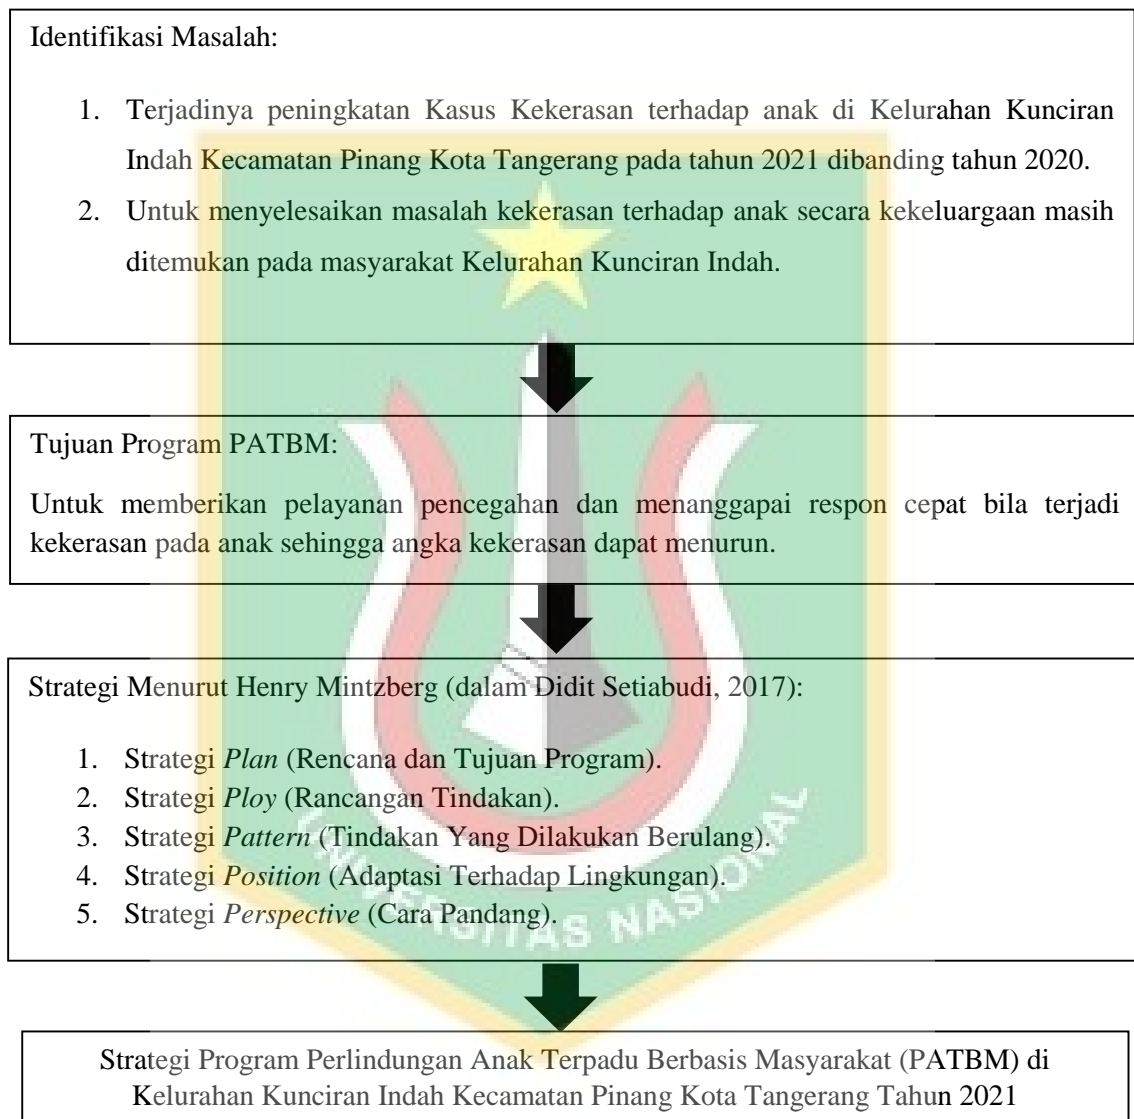 Identifikasi Masalah:
1. Terjadinya peningkatan Kasus Kekerasan terhadap anak di Kelurahan Kunciran
Indah Kecamatan Pinang Kota Tangerang pada tahun 2021 dibanding tahun 2020.
2. Untuk menyelesaikan masalah kekerasan terhadap anak secara kekeluargaan masih
ditemukan pada masyarakat Kelurahan Kunciran Indah.
Tujuan Program PATBM:
Untuk memberikan pelayanan pencegahan dan menanggapai respon cepat bila terjadi
kekerasan pada anak sehingga angka kekerasan dapat menurun.
Strategi Menurut Henry Mintzberg (dalam Didit Setiabudi, 2017):
1. Strategi Plan (Rencana dan Tujuan Program).
2. Strategi Ploy (Rancangan Tindakan).
3. Strategi Pattern (Tindakan Yang Dilakukan Berulang).
4. Strategi Position (Adaptasi Terhadap Lingkungan).
5. Strategi Perspective (Cara Pandang).
UNIVERSITAS NASIONAL
Strategi Program Perlindungan Anak Terpadu Berbasis Masyarakat (PATBM) di
Kelurahan Kunciran Indah Kecamatan Pinang Kota Tangerang Tahun 2021